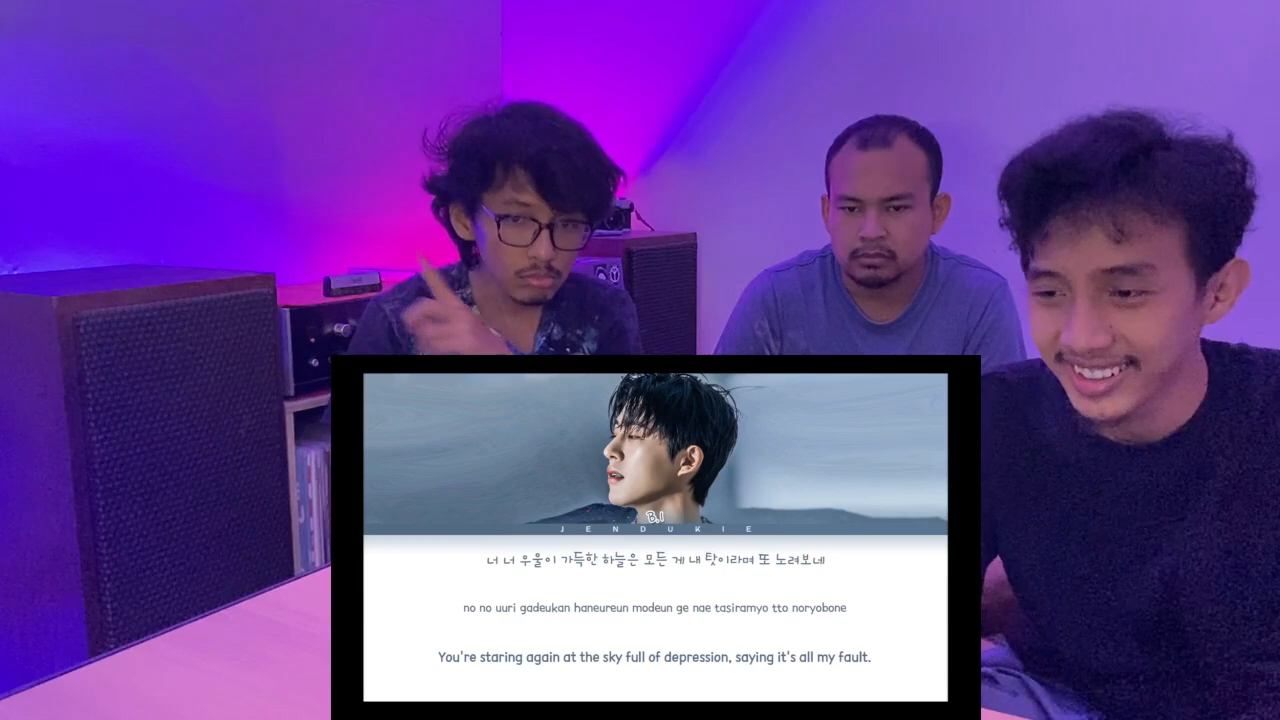 B.I
JENDUKIE
너 너 우울이 가득한 하늘은 모든 게 내 탓이라며 또 노려보네
no no uuri gadeukan haneureun modeun ge nae tasiramyo tto noryobone
You're staring again at the sky full of depression, saying it's all my fault.